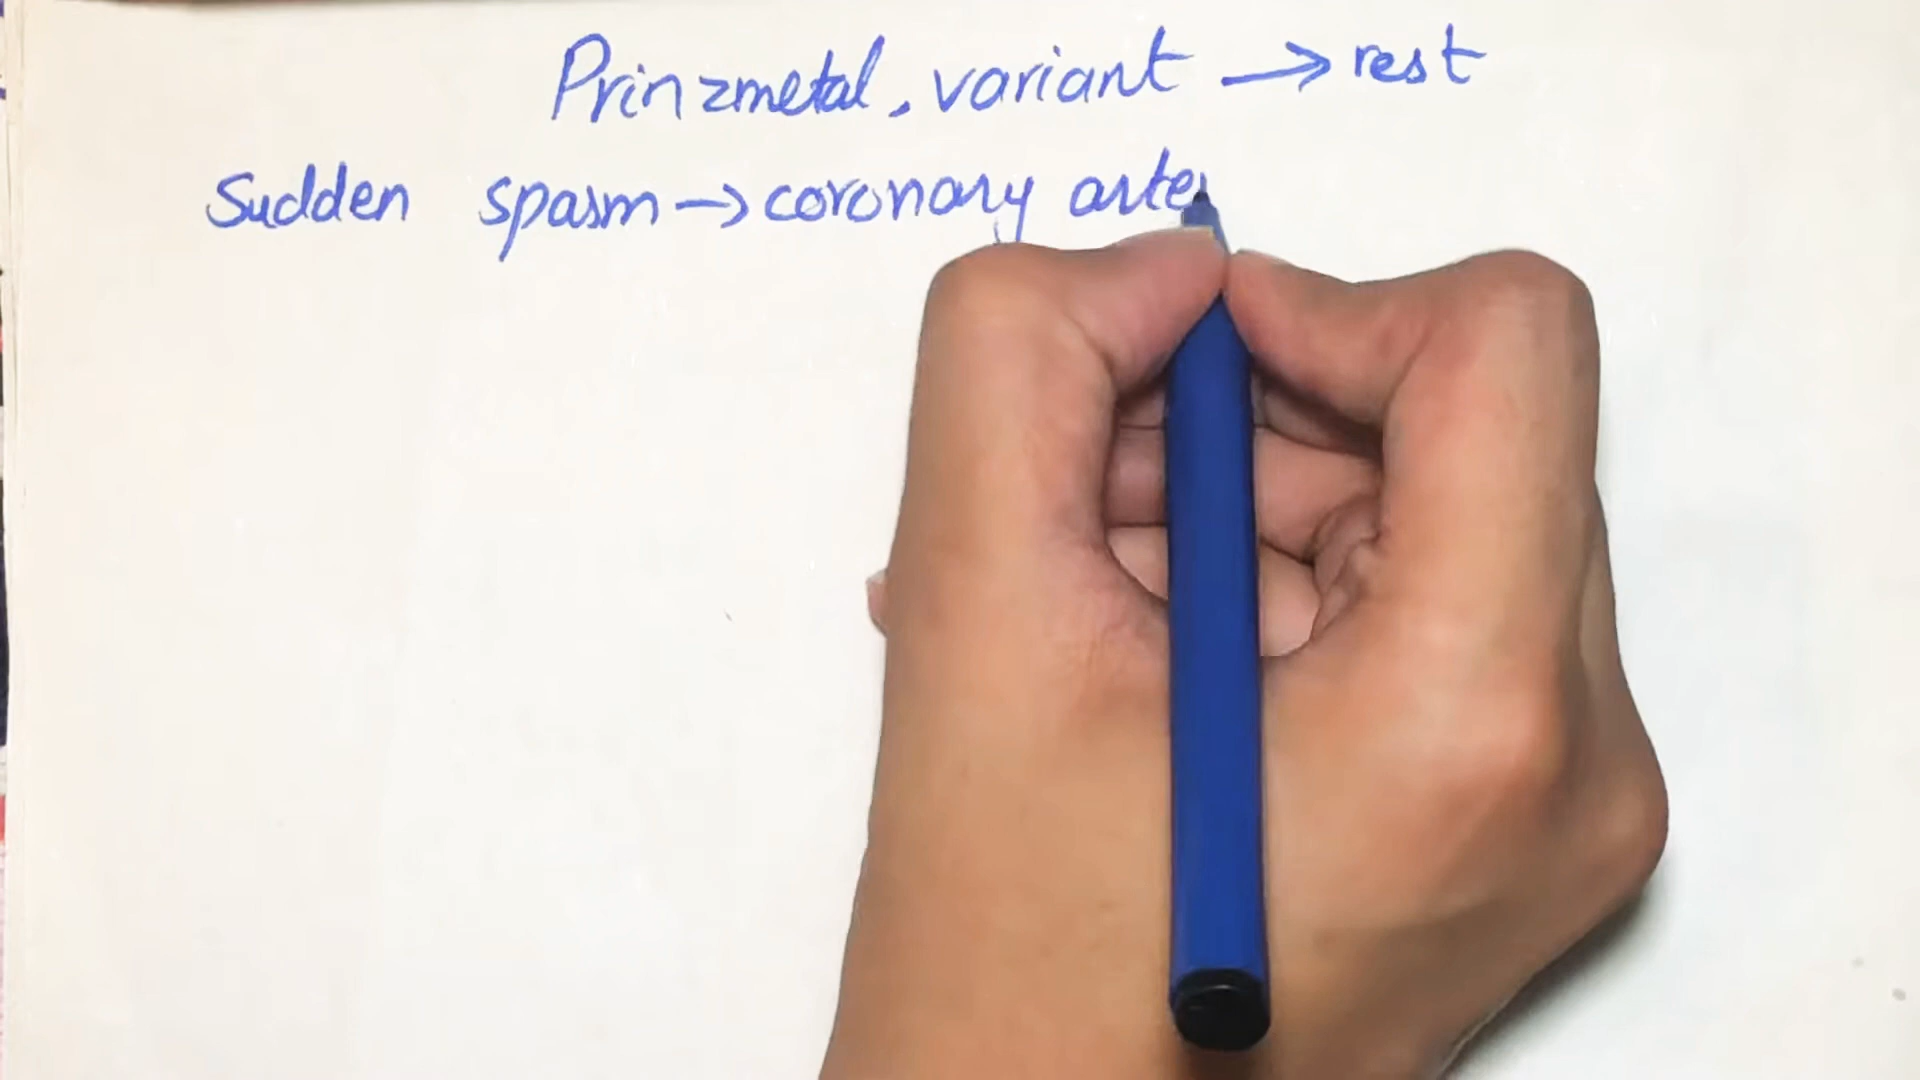 Prinzmetal, variant → rest
Sudden spasm → coronary arte